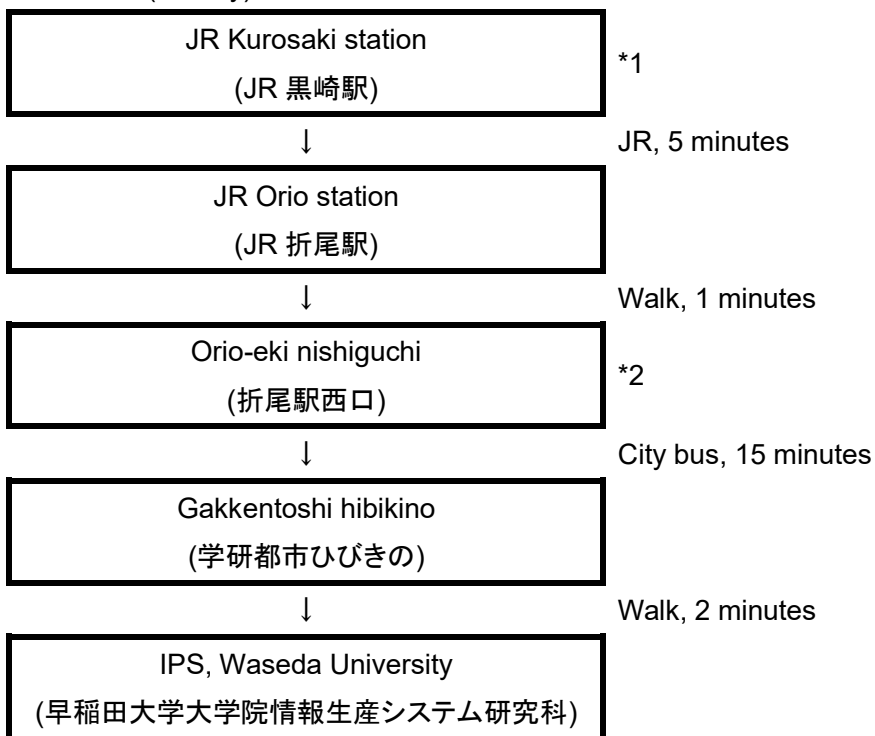 JR Kurosaki station
(JR 黒崎駅)
*1
↓
JR, 5 minutes
JR Orio station
(JR 折尾駅)
↓
Walk, 1 minutes
Orio-eki nishiguchi
(折尾駅西口)
*2
↓
City bus, 15 minutes
Gakkentoshi hibikino
(学研都市ひびきの)
↓
Walk, 2 minutes
IPS, Waseda University
(早稲田大学大学院情報生産システム研究科)